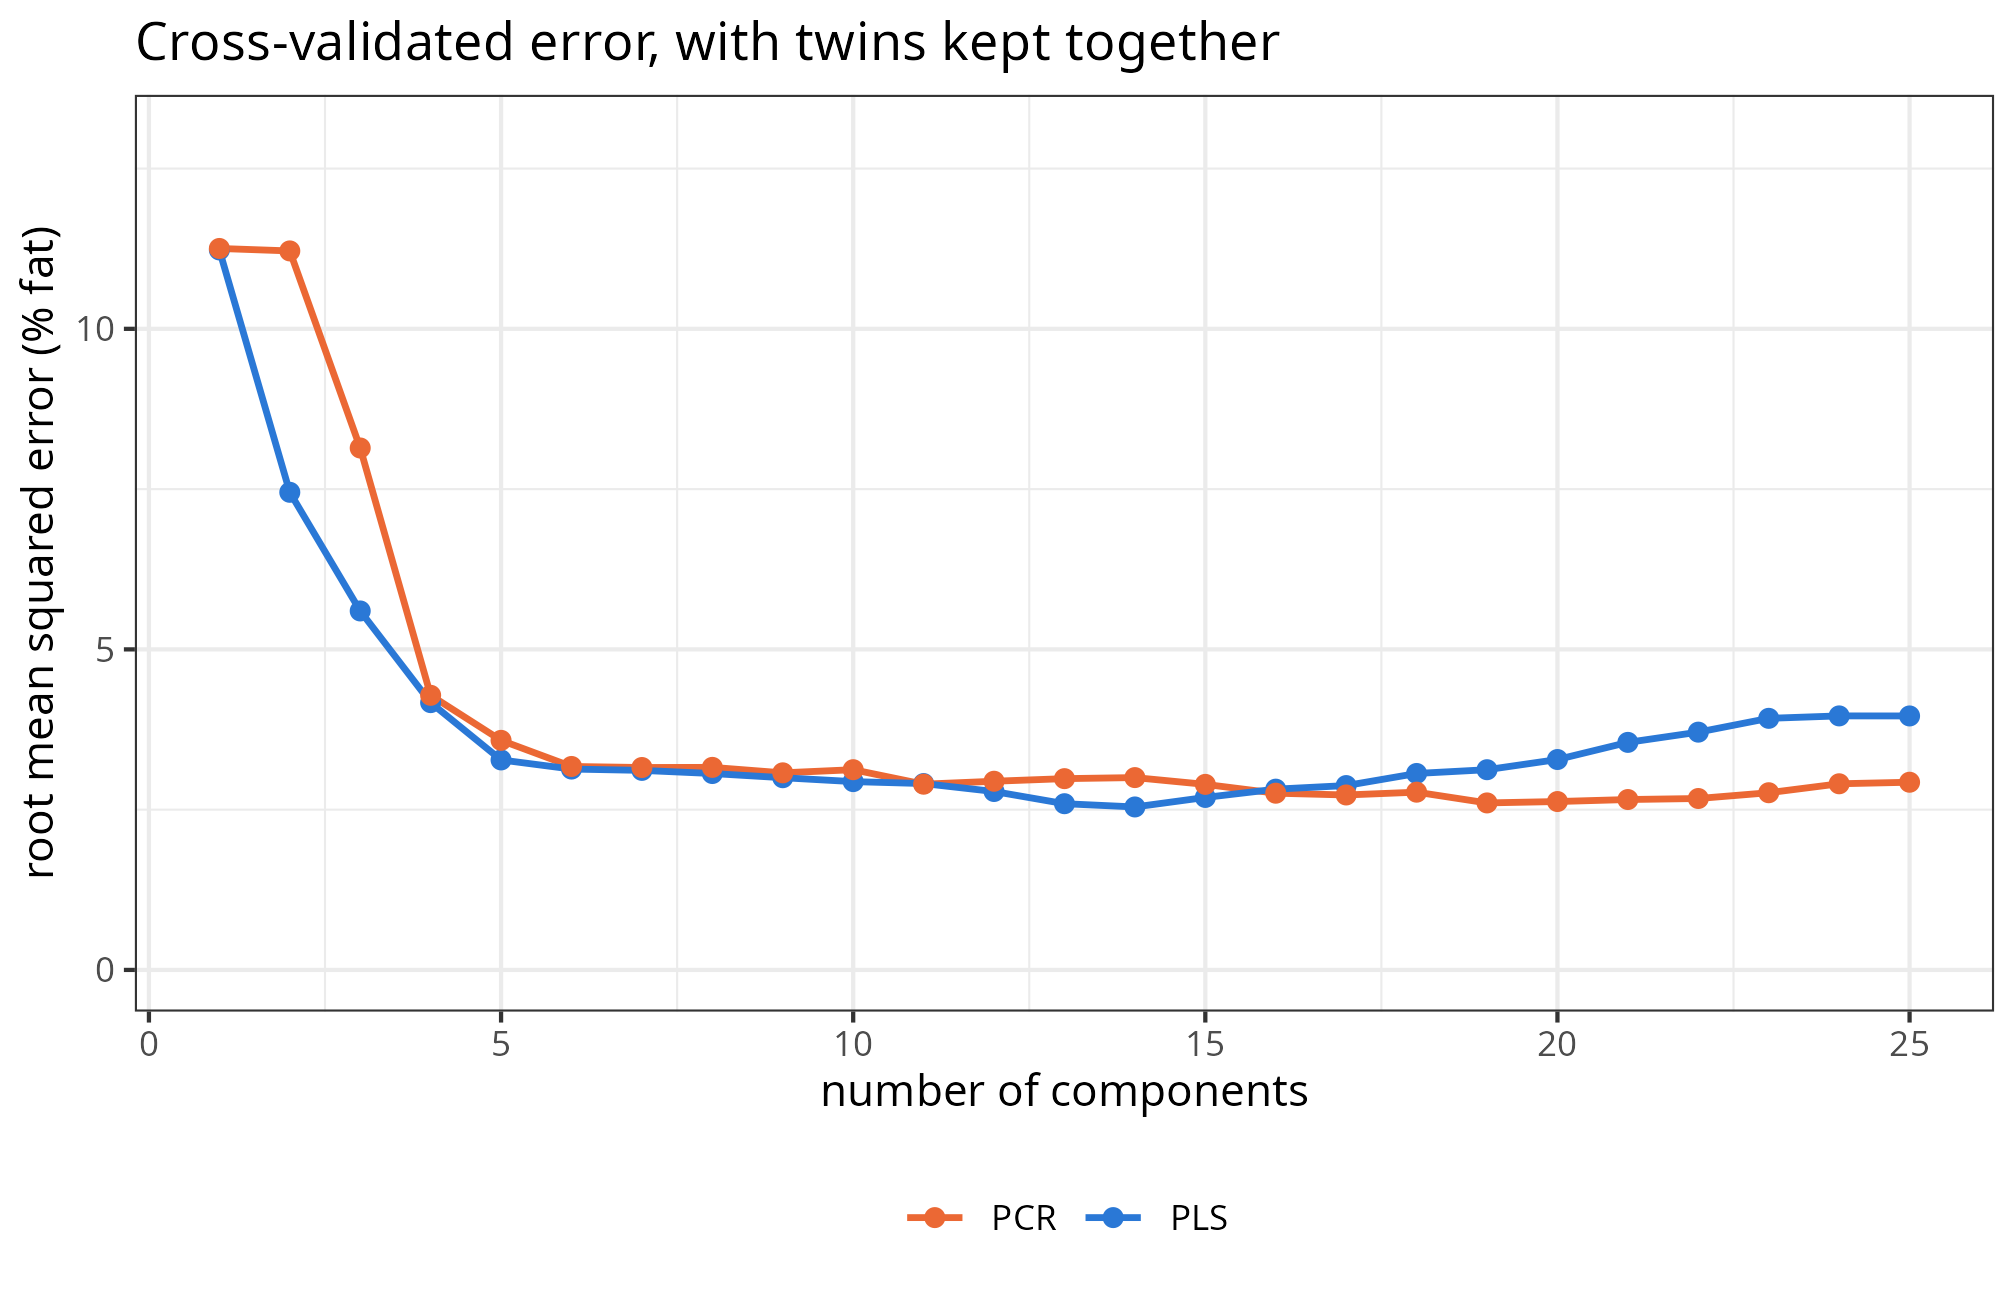 Cross-validated error, with twins kept together
root mean squared error (% fat)
10
5
0
0 5 10 15 20 25
number of components
PCR PLS